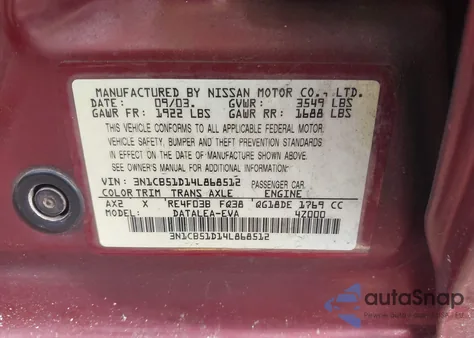 MANUFACTURED BY NISSAN MOTOR CO., LTD.
DATE: 09/03. GVWR: 3549 LBS
GAWR FR: 1922 LBS GAWR RR: 1688 LBS
THIS VEHICLE CONFORMS TO ALL APPLICABLE FEDERAL MOTOR
VEHICLE SAFETY, BUMPER, AND THEFT PREVENTION STANDARDS
IN EFFECT ON THE DATE OF MANUFACTURE SHOWN ABOVE.
SEE OWNER'S MANUAL FOR ADDITIONAL INFORMATION
VIN: 3N1CB51D14L868512 PASSENGER CAR.
COLOR TRIM TRANS AXLE ENGINE
AX2 X RE4F03B FQ38 QG18DE 1769 CC
MODEL: DATALEA-EVA 4Z000
3N1CB51D14L868512
autoSnap